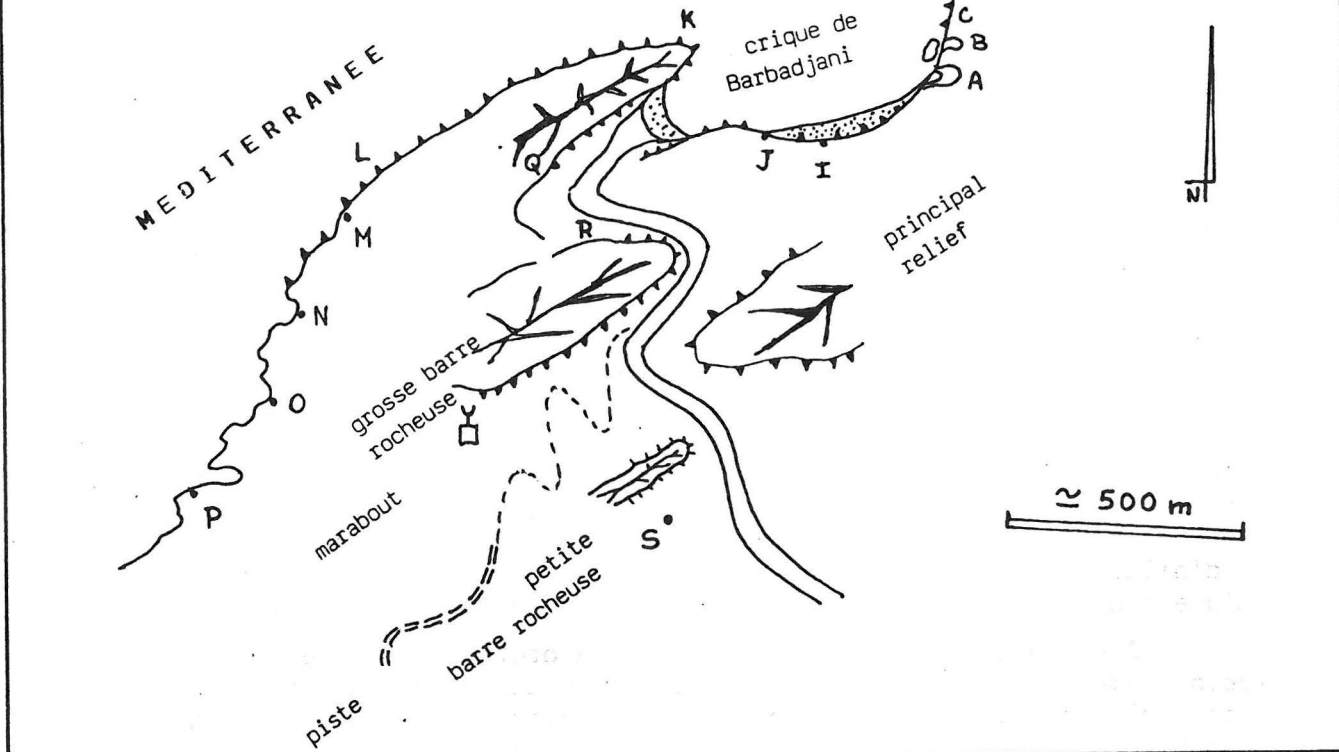 MEDITERRANEE
K
crique de
Barbadjani
C
B
A
L
Q
J
I
N
M
R
principal
relief
N
O
grosse barre
rocheuse
P
marabout
S
≃ 500 m
petite
barre rocheuse
piste